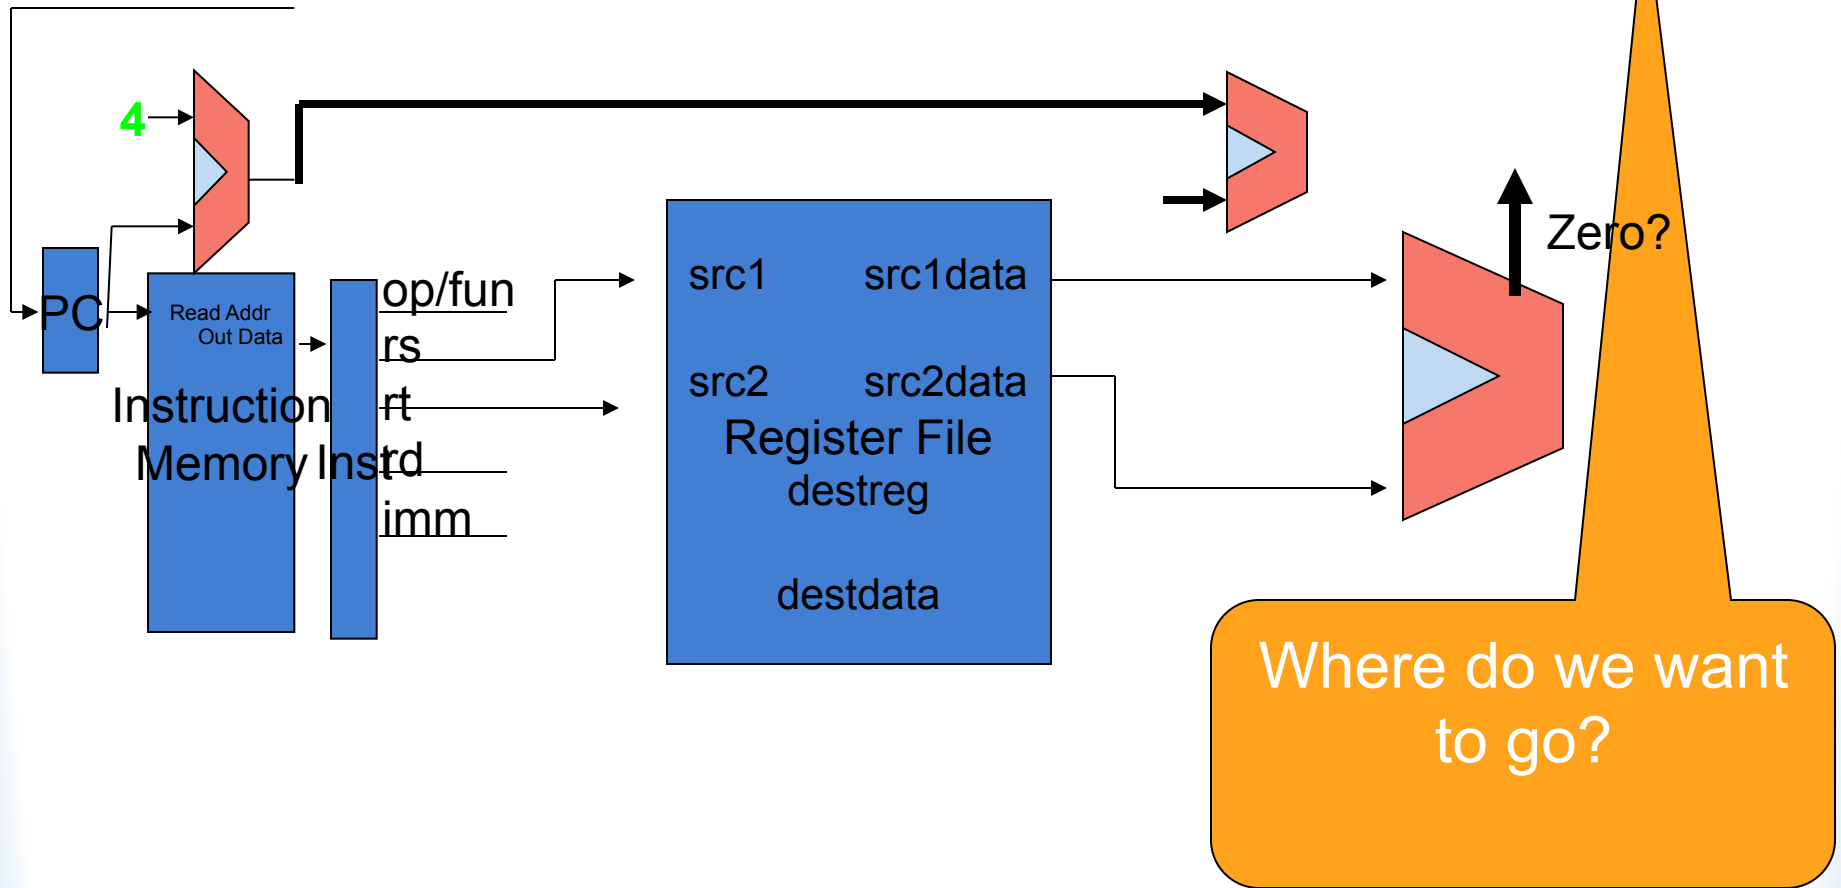 4
Zero?
PC
Read Addr
Out Data
Instruction
Memory
Instr
op/fun
rs
rt
rd
imm
src1
src1data
src2
src2data
Register File
destreg
destdata
Where do we want
to go?